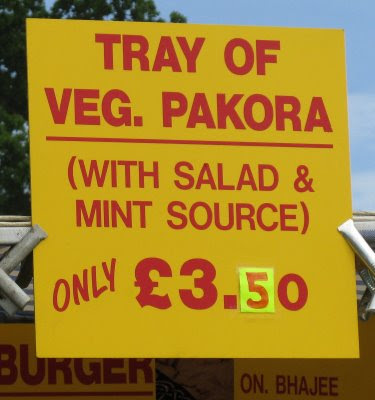 TRAY OF
VEG. PAKORA
(WITH SALAD &
MINT SOURCE)
ONLY £3.50
BURGER
ON. BHAJEE